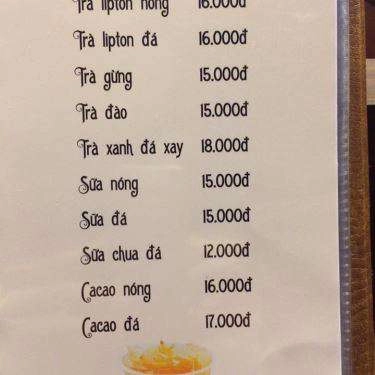 Trà lipton nóng 16.000đ
Trà lipton đá 16.000đ
Trà gừng 15.000đ
Trà đào 15.000đ
Trà xanh đá xay 18.000đ
Sữa nóng 15.000đ
Sữa đá 15.000đ
Sữa chua đá 12.000đ
Cacao nóng 16.000đ
Cacao đá 17.000đ